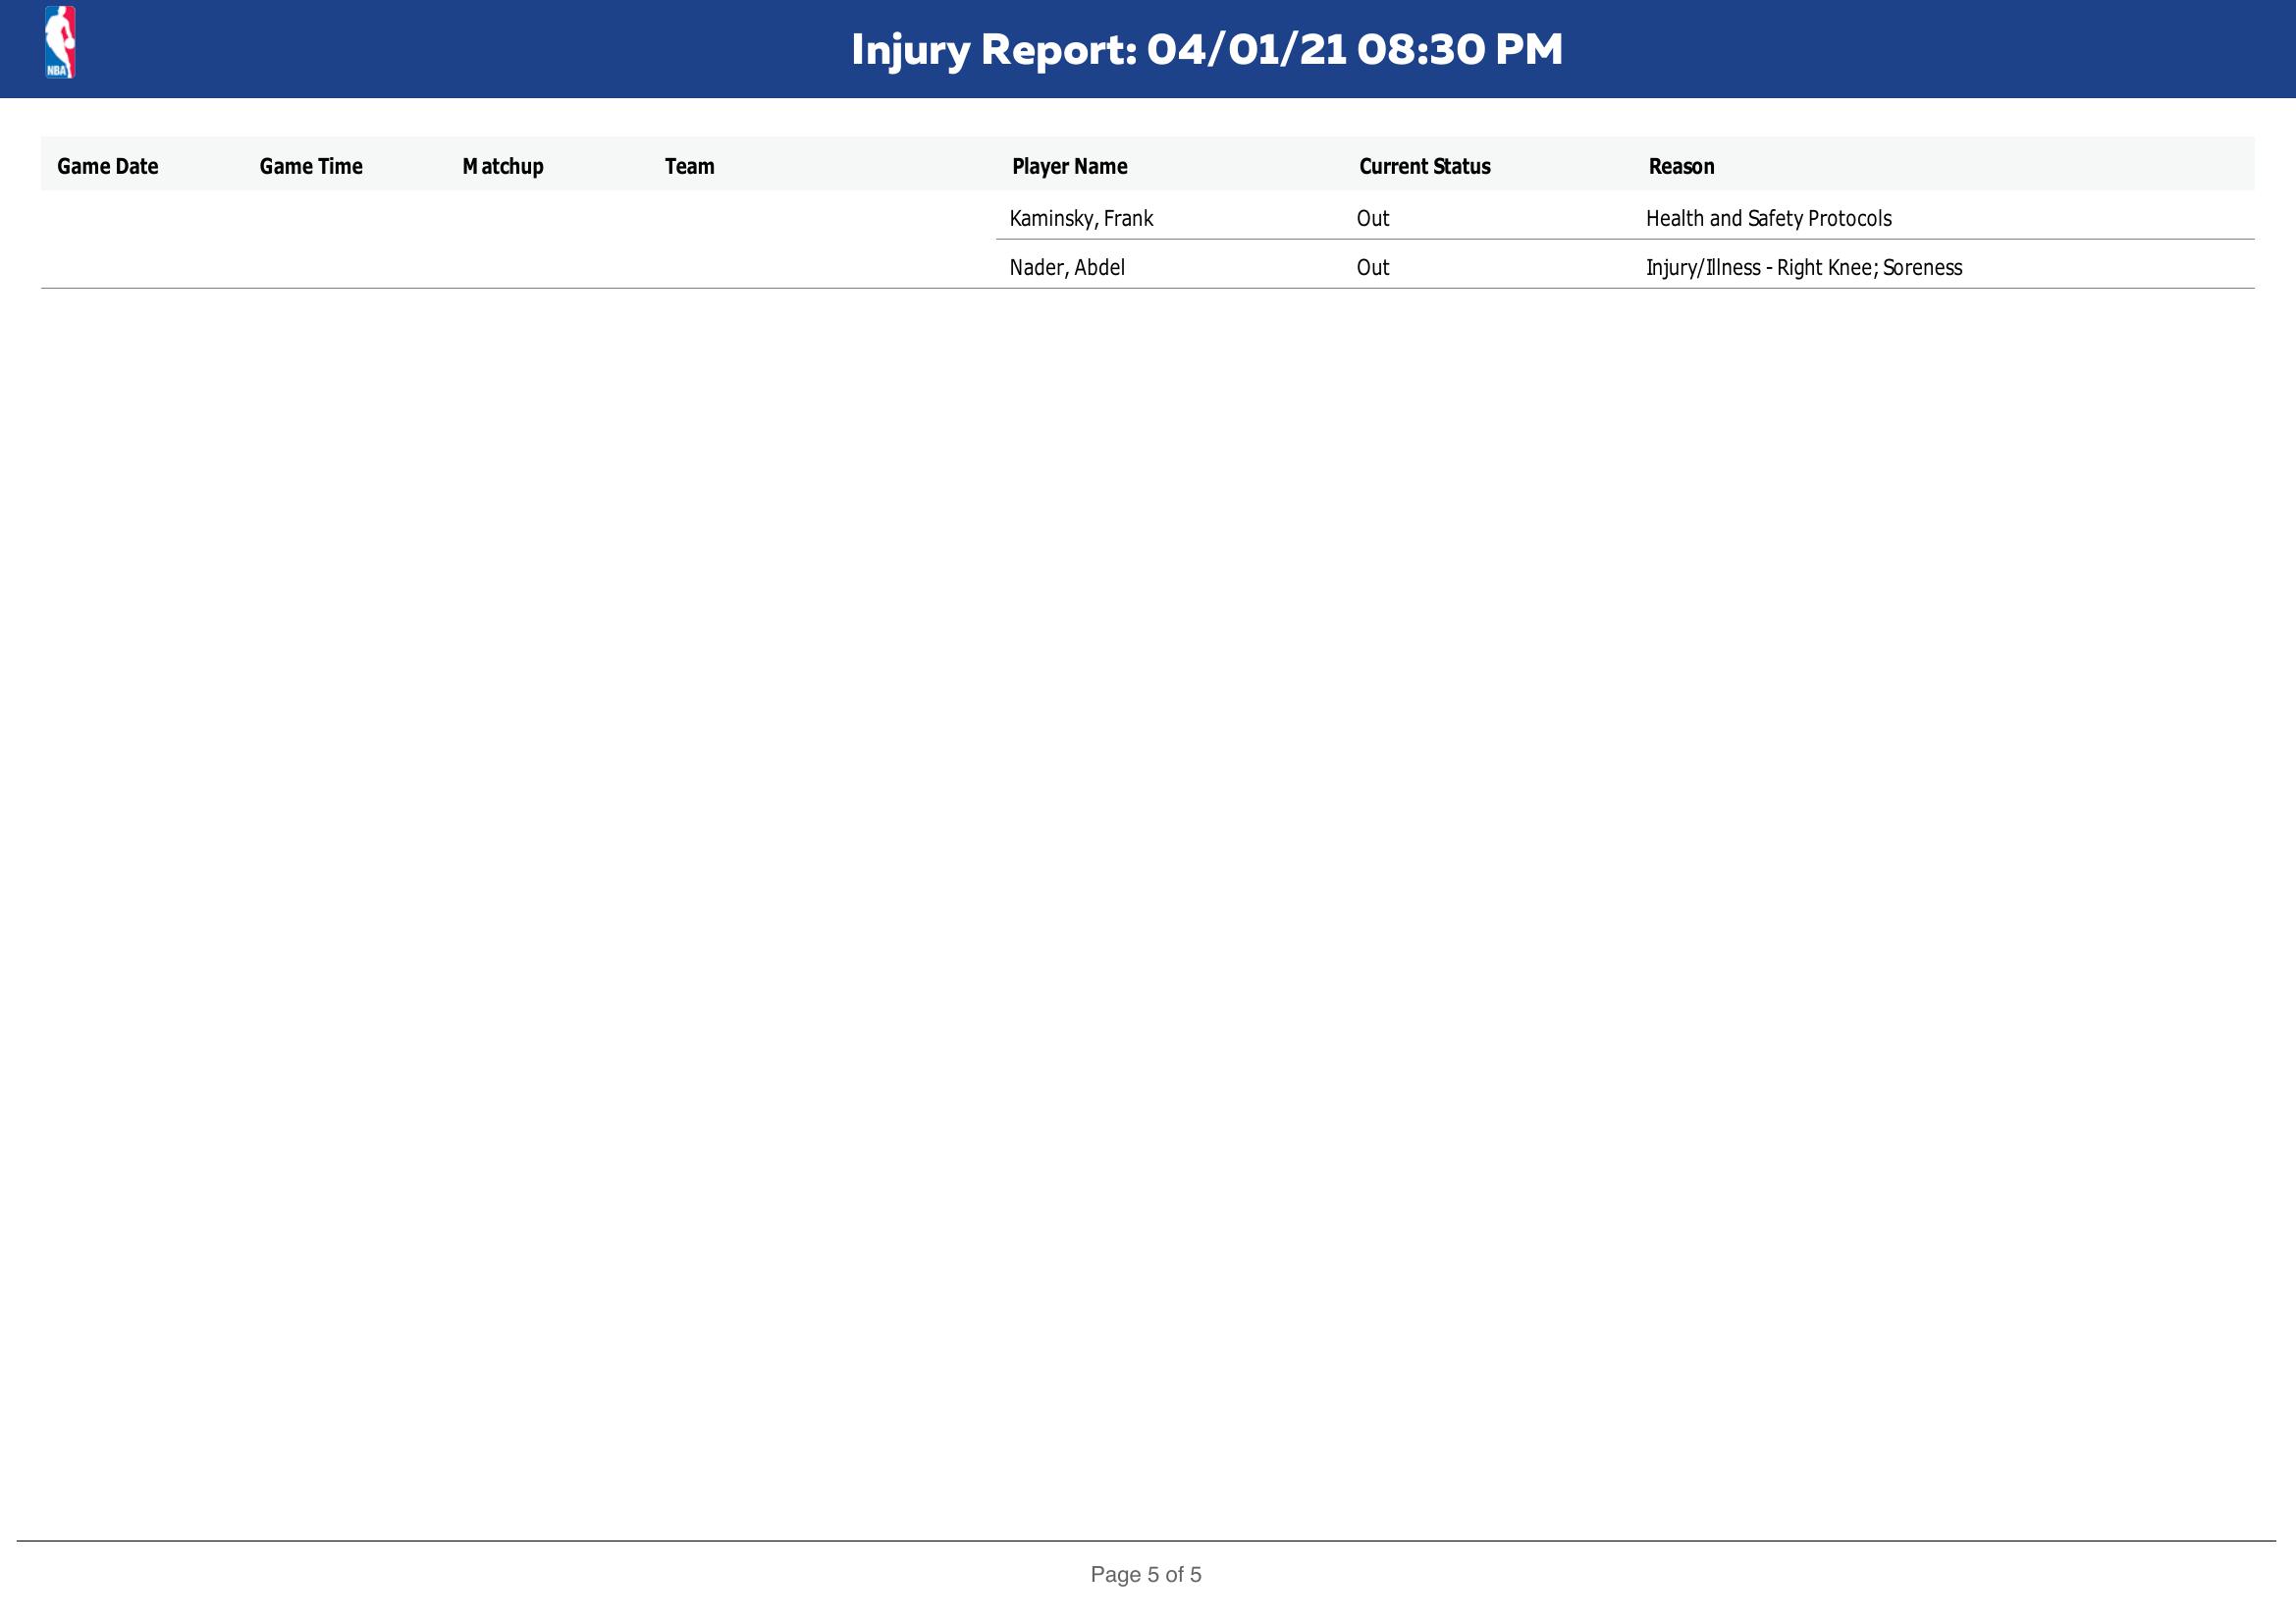 NBA
Injury Report: 04/01/21 08:30 PM
Game Date Game Time Matchup Team Player Name Current Status Reason
Kaminsky, Frank Out Health and Safety Protocols
Nader, Abdel Out Injury/Illness - Right Knee; Soreness
Page 5 of 5